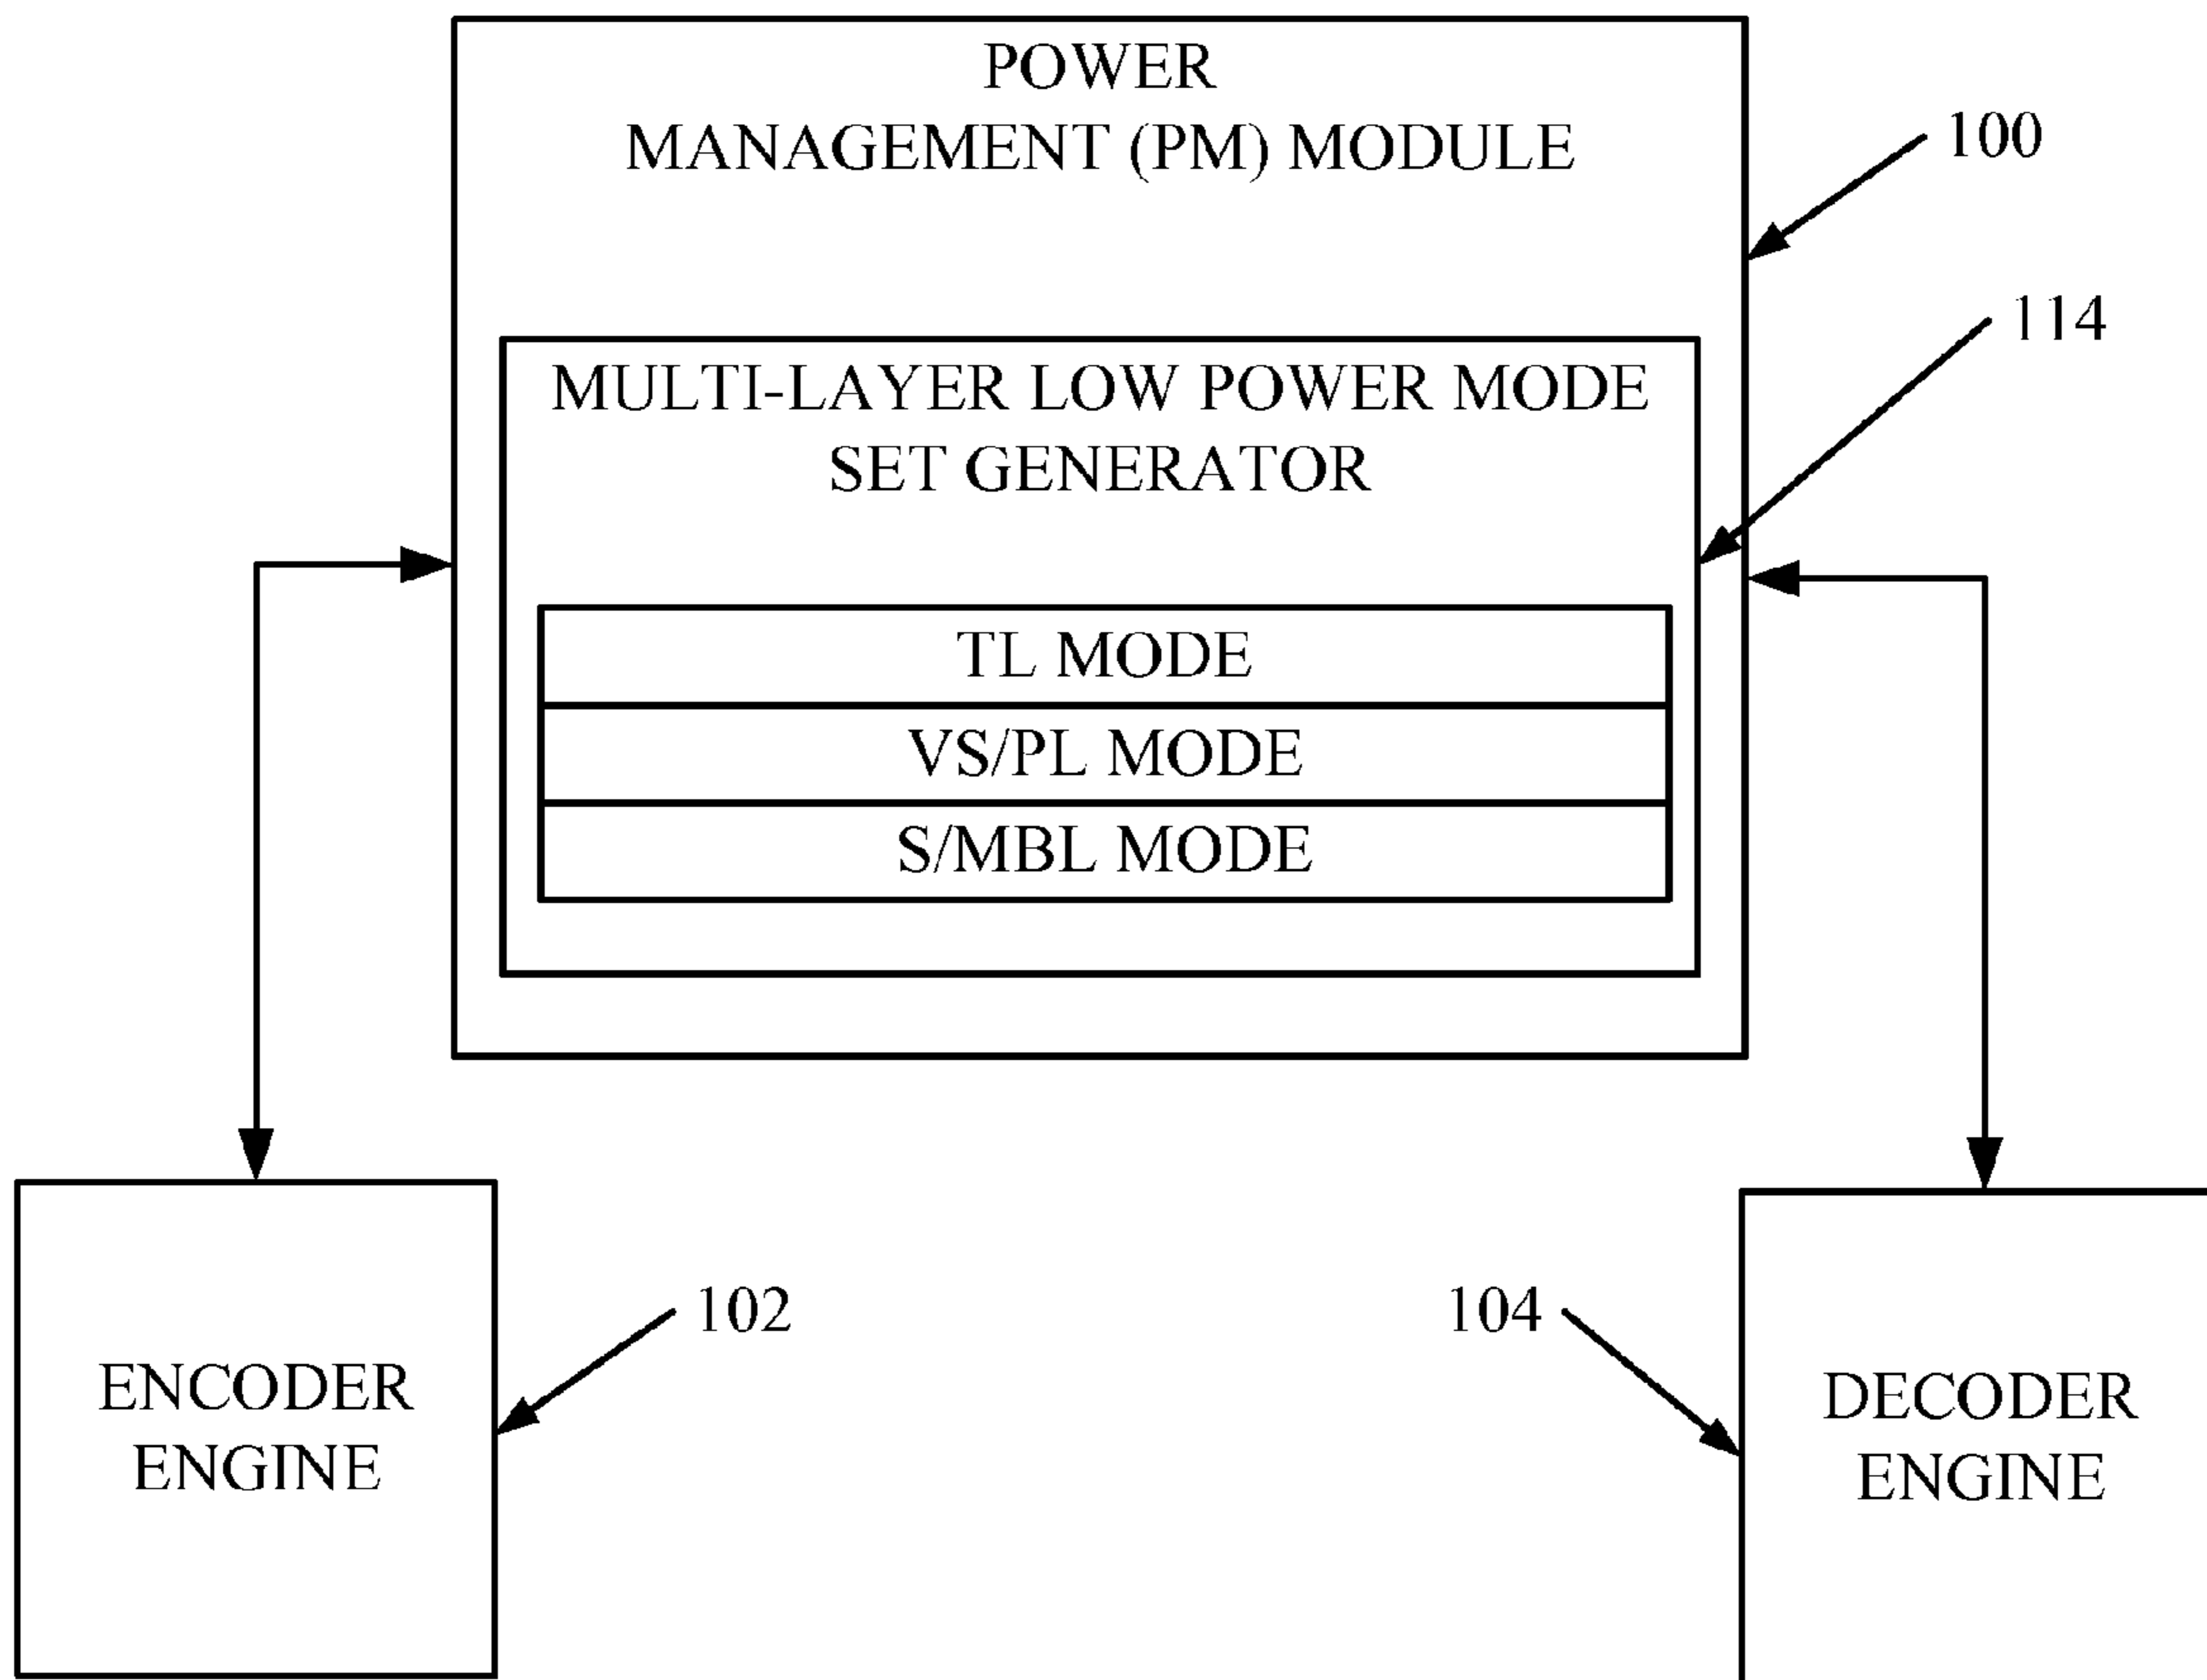 POWER
MANAGEMENT (PM) MODULE
100
114
MULTI-LAYER LOW POWER MODE
SET GENERATOR
TL MODE
VS/PL MODE
S/MBL MODE
102
104
ENCODER
ENGINE
DECODER
ENGINE